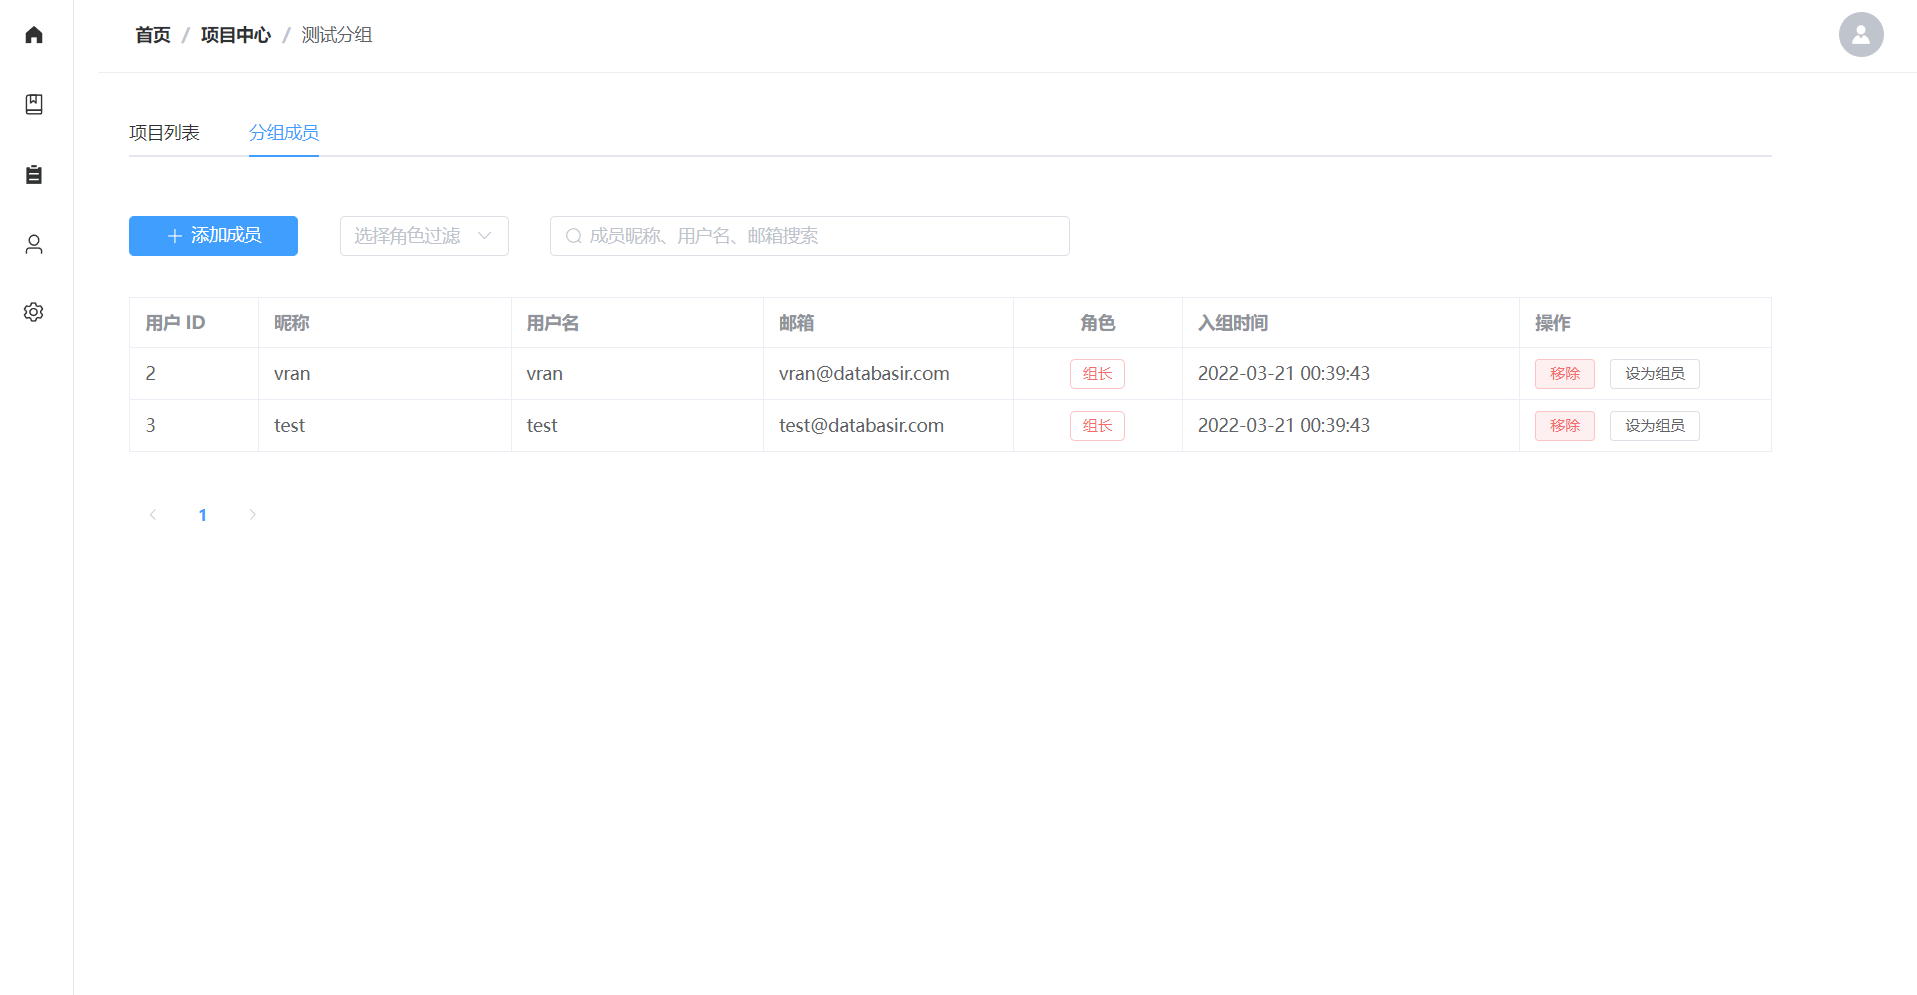 首页 / 项目中心 / 测试分组
项目列表 分组成员
添加成员 选择角色过滤 成员昵称、用户名、邮箱搜索
用户 ID 昵称 用户名 邮箱 角色 入组时间 操作
2 vran vran vran@databasir.com 组长 2022-03-21 00:39:43 移除 设为组员
3 test test test@databasir.com 组长 2022-03-21 00:39:43 移除 设为组员
1